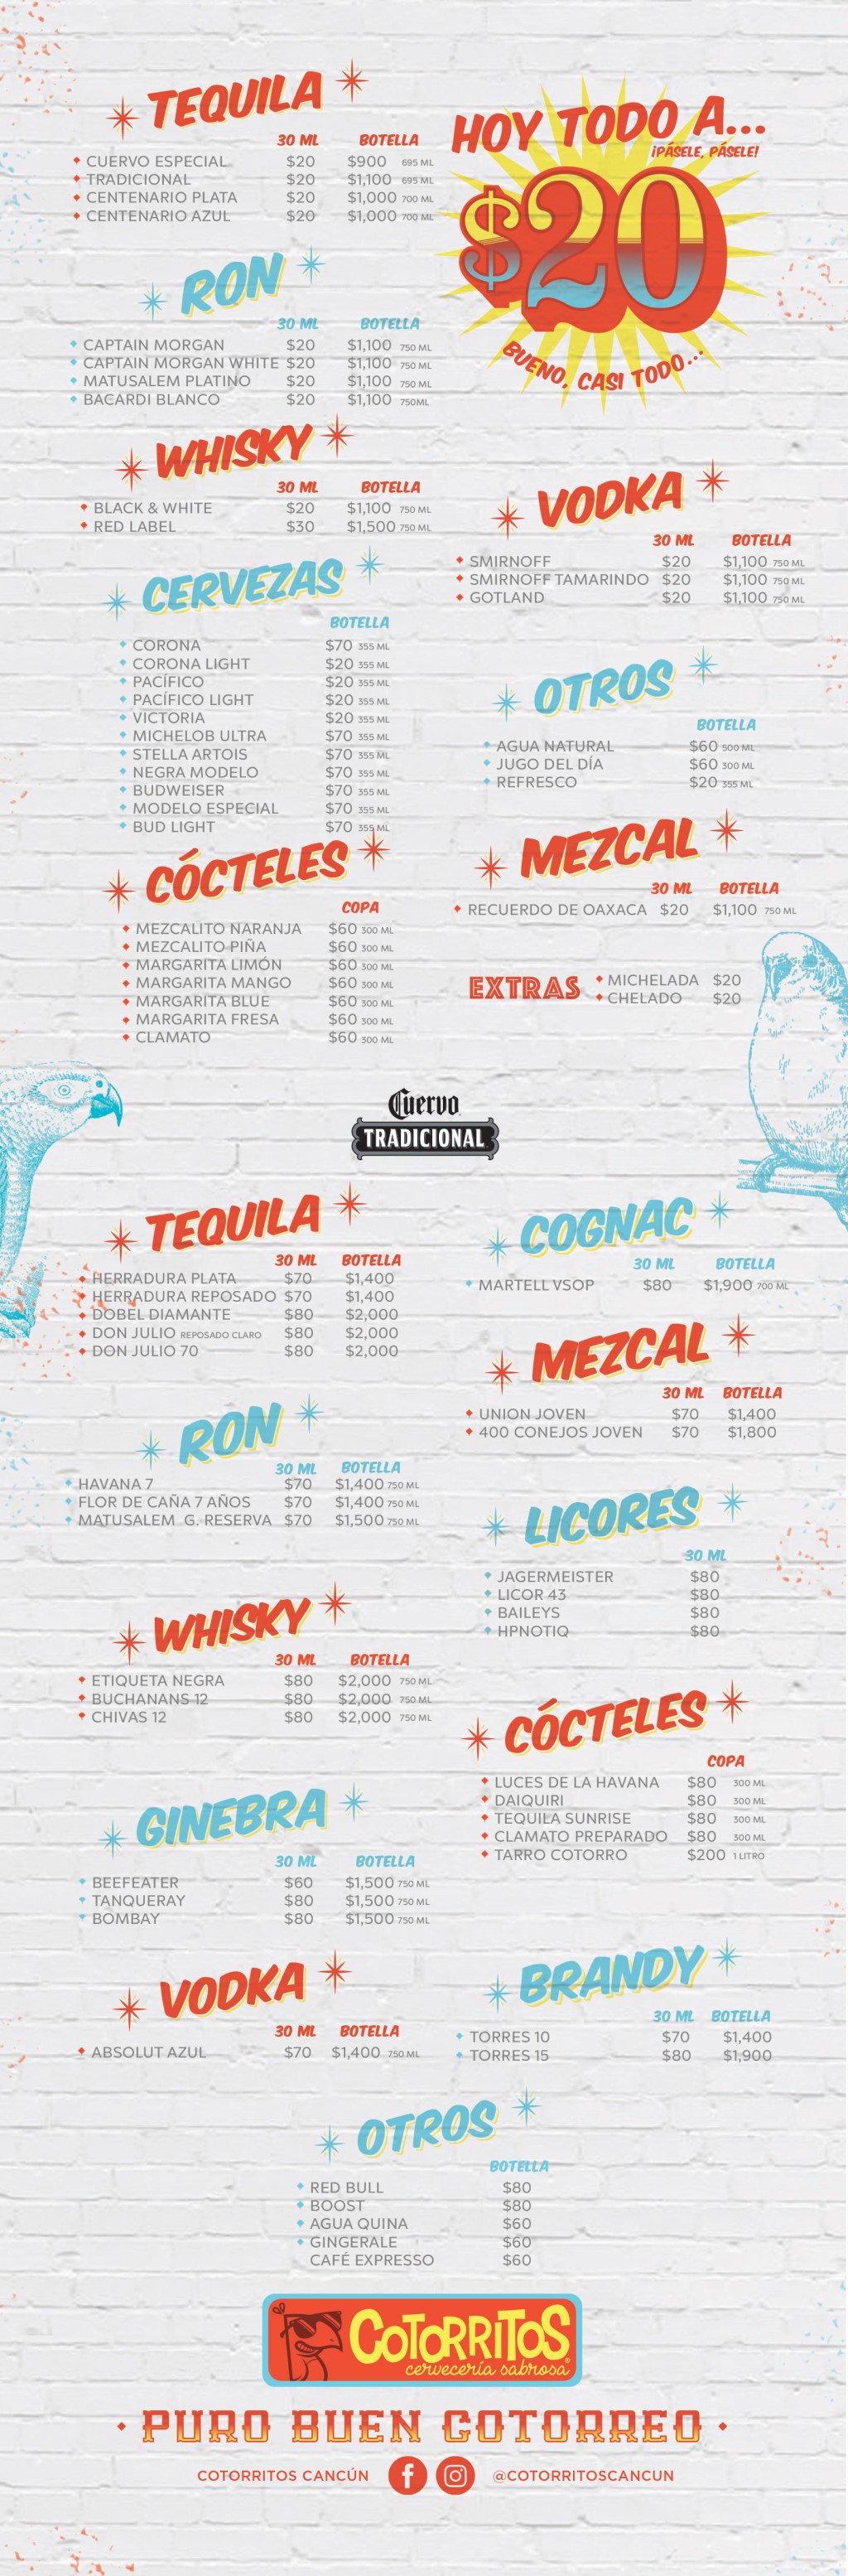 TEQUILA
30 ML BOTELLA
CUERVO ESPECIAL $20 $900 695 ML
TRADICIONAL $20 $1,100 695 ML
CENTENARIO PLATA $20 $1,000 700 ML
CENTENARIO AZUL $20 $1,000 700 ML
HOY TODO A...
¡PÁSELE, PÁSELE!
$20
BUENO, CASI TODO...
RON
30 ML BOTELLA
CAPTAIN MORGAN $20 $1,100 750 ML
CAPTAIN MORGAN WHITE $20 $1,100 750 ML
MATUSALEM PLATINO $20 $1,100 750 ML
BACARDI BLANCO $20 $1,100 750ML
WHISKY
30 ML BOTELLA
BLACK & WHITE $20 $1,100 750 ML
RED LABEL $30 $1,500 750 ML
VODKA
30 ML BOTELLA
SMIRNOFF $20 $1,100 750 ML
SMIRNOFF TAMARINDO $20 $1,100 750 ML
GOTLAND $20 $1,100 750 ML
CERVEZAS
BOTELLA
CORONA $70 355 ML
CORONA LIGHT $20 355 ML
PACÍFICO $20 355 ML
PACÍFICO LIGHT $20 355 ML
VICTORIA $20 355 ML
MICHELOB ULTRA $70 355 ML
STELLA ARTOIS $70 355 ML
NEGRA MODELO $70 355 ML
BUDWEISER $70 355 ML
MODELO ESPECIAL $70 355 ML
BUD LIGHT $70 355 ML
OTROS
BOTELLA
AGUA NATURAL $60 500 ML
JUGO DEL DÍA $60 300 ML
REFRESCO $20 355 ML
CÓCTELES
COPA
MEZCALITO NARANJA $60 300 ML
MEZCALITO PIÑA $60 300 ML
MARGARITA LIMÓN $60 300 ML
MARGARITA MANGO $60 300 ML
MARGARITA BLUE $60 300 ML
MARGARITA FRESA $60 300 ML
CLAMATO $60 300 ML
MEZCAL
30 ML BOTELLA
RECUERDO DE OAXACA $20 $1,100 750 ML
EXTRAS
MICHELADA $20
CHELADO $20
Cuervo
TRADICIONAL
TEQUILA
30 ML BOTELLA
HERRADURA PLATA $70 $1,400
HERRADURA REPOSADO $70 $1,400
DOBEL DIAMANTE $80 $2,000
DON JULIO REPOSADO CLARO $80 $2,000
DON JULIO 70 $80 $2,000
COGNAC
30 ML BOTELLA
MARTELL VSOP $80 $1,900 700 ML
MEZCAL
30 ML BOTELLA
UNION JOVEN $70 $1,400
400 CONEJOS JOVEN $70 $1,800
RON
30 ML BOTELLA
HAVANA 7 $70 $1,400 750 ML
FLOR DE CAÑA 7 AÑOS $70 $1,400 750 ML
MATUSALEM G. RESERVA $70 $1,500 750 ML
LICORES
30 ML
JAGERMEISTER $80
LICOR 43 $80
BAILEYS $80
HPNOTIQ $80
WHISKY
30 ML BOTELLA
ETIQUETA NEGRA $80 $2,000 750 ML
BUCHANANS 12 $80 $2,000 750 ML
CHIVAS 12 $80 $2,000 750 ML
CÓCTELES
COPA
LUCES DE LA HAVANA $80 300 ML
DAIQUIRI $80 300 ML
TEQUILA SUNRISE $80 300 ML
CLAMATO PREPARADO $80 300 ML
TARRO COTORRO $200 1 LITRO
GINEBRA
30 ML BOTELLA
BEEFEATER $60 $1,500 750 ML
TANQUERAY $80 $1,500 750 ML
BOMBAY $80 $1,500 750 ML
VODKA
30 ML BOTELLA
ABSOLUT AZUL $70 $1,400 750 ML
BRANDY
30 ML BOTELLA
TORRES 10 $70 $1,400
TORRES 15 $80 $1,900
OTROS
BOTELLA
RED BULL $80
BOOST $80
AGUA QUINA $60
GINGERALE $60
CAFÉ EXPRESSO $60
COTORRITOS
cervecería sabrosa
PURO BUEN COTORREO
COTORRITOS CANCÚN @COTORRITOSCANCUN